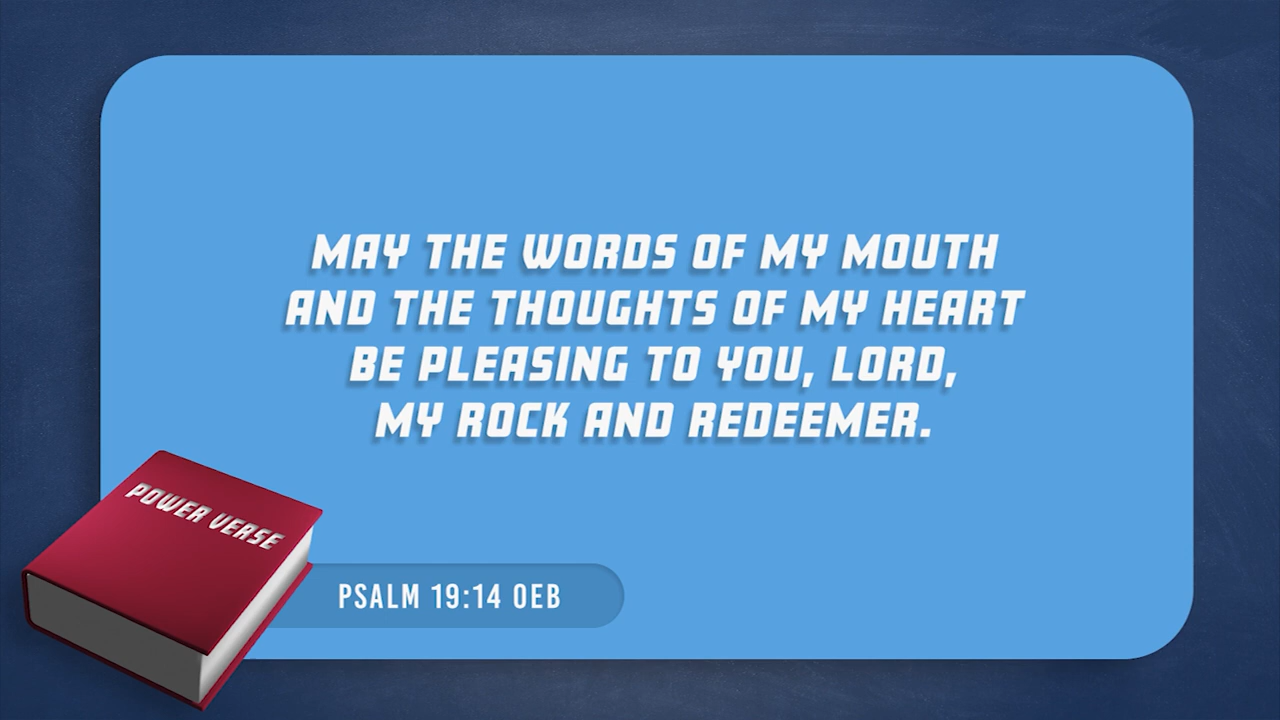 MAY THE WORDS OF MY MOUTH
AND THE THOUGHTS OF MY HEART
BE PLEASING TO YOU, LORD,
MY ROCK AND REDEEMER.
POWER VERSE
PSALM 19:14 OEB